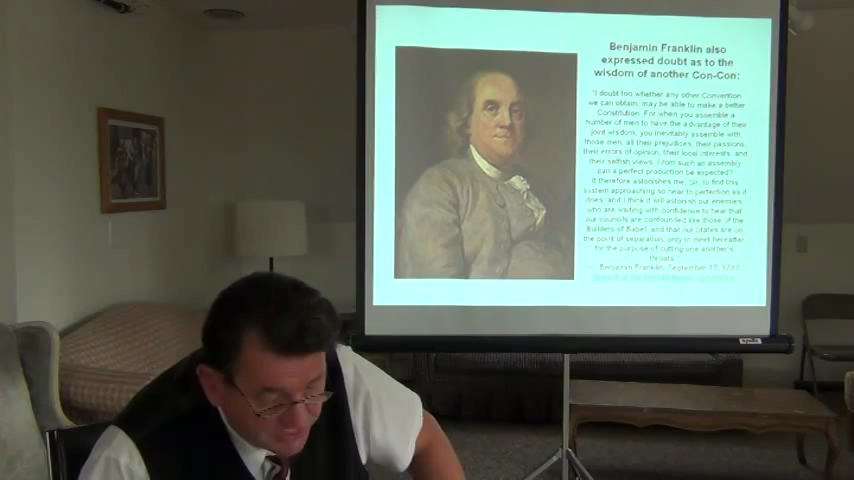 Benjamin Franklin also
expressed doubt as to the
wisdom of another Con-Con:
"I doubt too whether any other Convention
we can obtain, may be able to make a better
Constitution. For when you assemble a
number of men to have the advantage of their
joint wisdom, you inevitably assemble with
those men, all their prejudices, their passions,
their errors of opinion, their local interests, and
their selfish views. From such an assembly
can a perfect production be expected?
It therefore astonishes me, Sir, to find this
system approaching so near to perfection as it
does; and I think it will astonish our enemies,
who are waiting with confidence to hear that
our councils are confounded like those of the
Builders of Babel; and that our States are on
the point of separation, only to meet hereafter
for the purpose of cutting one another's
throats."
- Benjamin Franklin, September 17, 1787
Speech at the Constitutional Convention